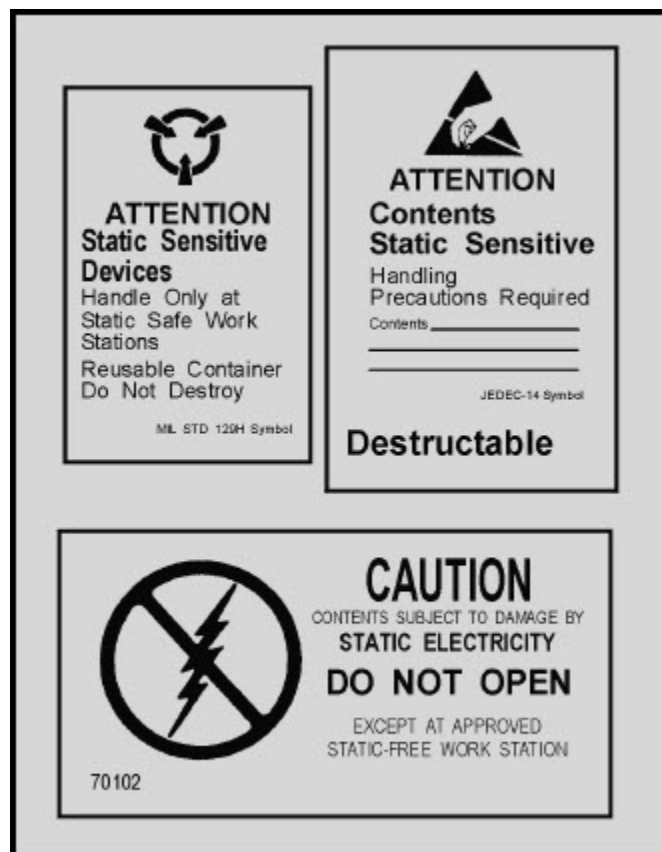 ATTENTION
Static Sensitive
Devices
Handle Only at
Static Safe Work
Stations
Reusable Container
Do Not Destroy
MIL STD 129H Symbol
ATTENTION
Contents
Static Sensitive
Handling
Precautions Required
Contents
JEDEC-14 Symbol
Destructable
CAUTION
CONTENTS SUBJECT TO DAMAGE BY
STATIC ELECTRICITY
DO NOT OPEN
EXCEPT AT APPROVED
STATIC-FREE WORK STATION
70102